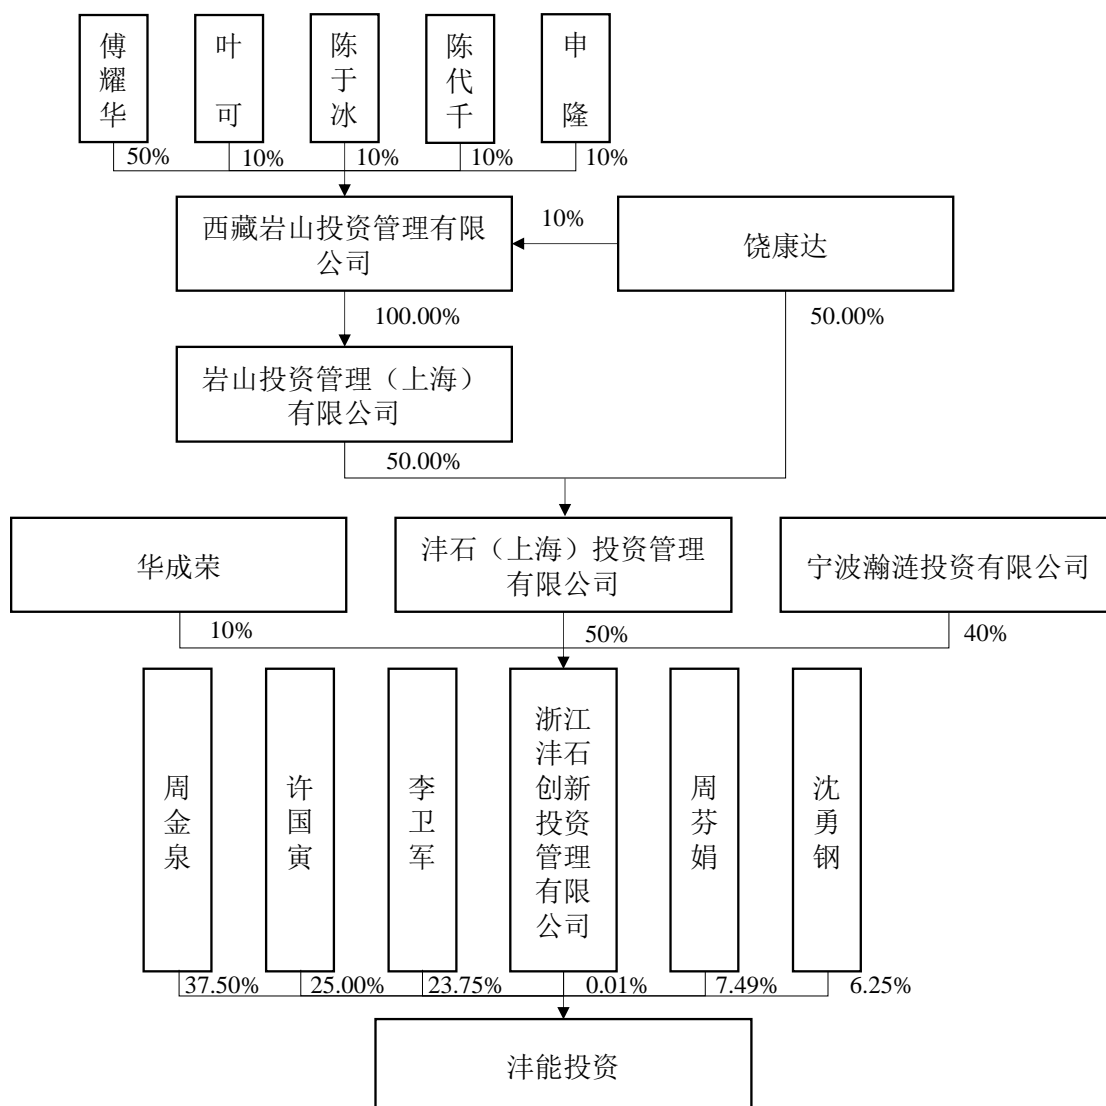 傅耀华
叶可
陈于冰
陈代千
申隆
50%
10%
10%
10%
10%
西藏岩山投资管理有限
公司
10%
饶康达
100.00%
50.00%
岩山投资管理（上海）
有限公司
50.00%
华成荣
沣石（上海）投资管理
有限公司
宁波瀚涟投资有限公司
10%
50%
40%
周金泉
许国寅
李卫军
浙江
沣石
创新
投资
管理
有限
公司
周芬娟
沈勇钢
37.50%
25.00%
23.75%
0.01%
7.49%
6.25%
沣能投资